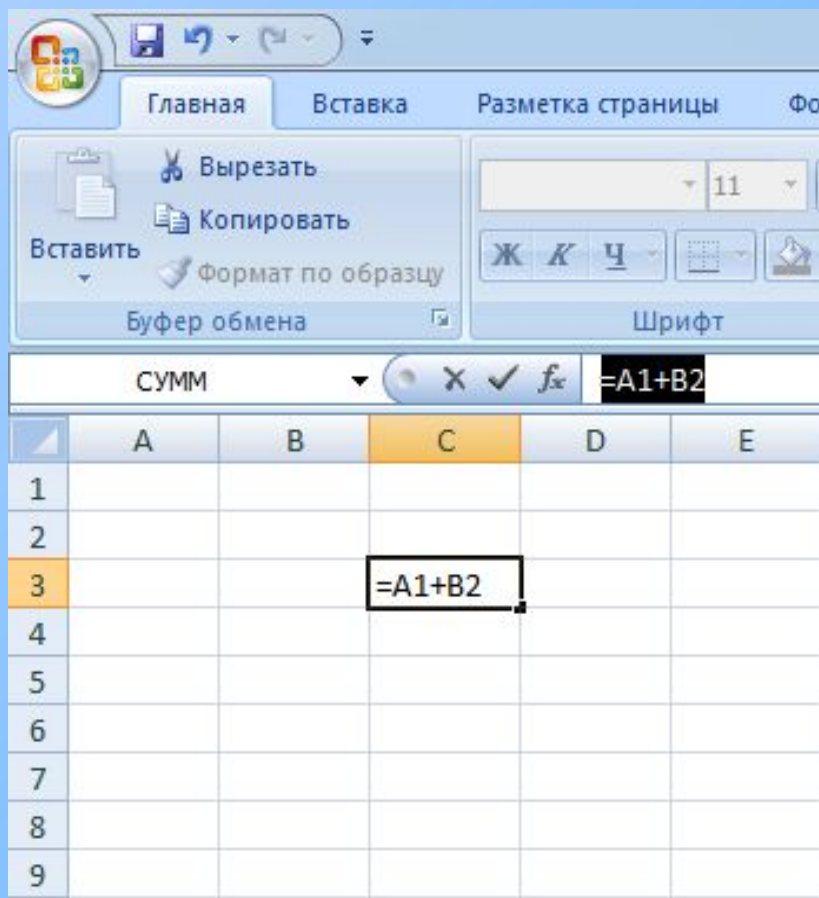 Главная Вставка Разметка страницы Фо
Вырезать
Копировать
Вставить
Формат по образцу
11
Ж К Ч
Буфер обмена Шрифт
СУММ fx =A1+B2
A B C D E
1
2
3 =A1+B2
4
5
6
7
8
9